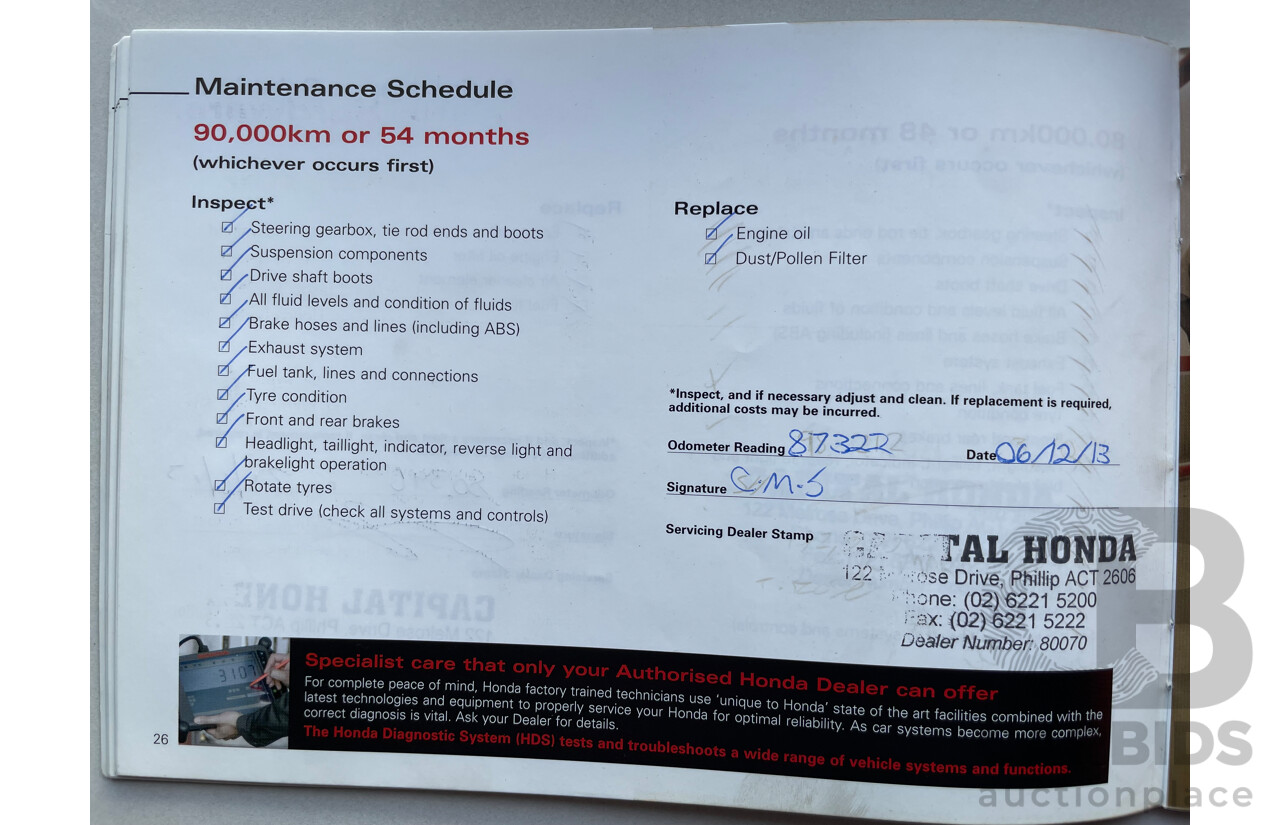 Maintenance Schedule
90,000km or 54 months
(whichever occurs first)
Inspect*
Steering gearbox, tie rod ends and boots
Suspension components
Drive shaft boots
All fluid levels and condition of fluids
Brake hoses and lines (including ABS)
Exhaust system
Fuel tank, lines and connections
Tyre condition
Front and rear brakes
Headlight, taillight, indicator, reverse light and
brakelight operation
Rotate tyres
Test drive (check all systems and controls)
Replace
Engine oil
Dust/Pollen Filter
*Inspect, and if necessary adjust and clean. If replacement is required,
additional costs may be incurred.
Odometer Reading 87322 Date 06/12/13
Signature C.M.S
Servicing Dealer Stamp
TAL HONDA
122 rose Drive, Phillip ACT 2606
Phone: (02) 6221 5200
Fax: (02) 6221 5222
Dealer Number: 80070
Specialist care that only your Authorised Honda Dealer can offer
For complete peace of mind, Honda factory trained technicians use 'unique to Honda' state of the art facilities combined with the
latest technologies and equipment to properly service your Honda for optimal reliability. As car systems become more complex,
correct diagnosis is vital. Ask your Dealer for details.
The Honda Diagnostic System (HDS) tests and troubleshoots a wide range of vehicle systems and functions.
26
BIDS
auctionplace